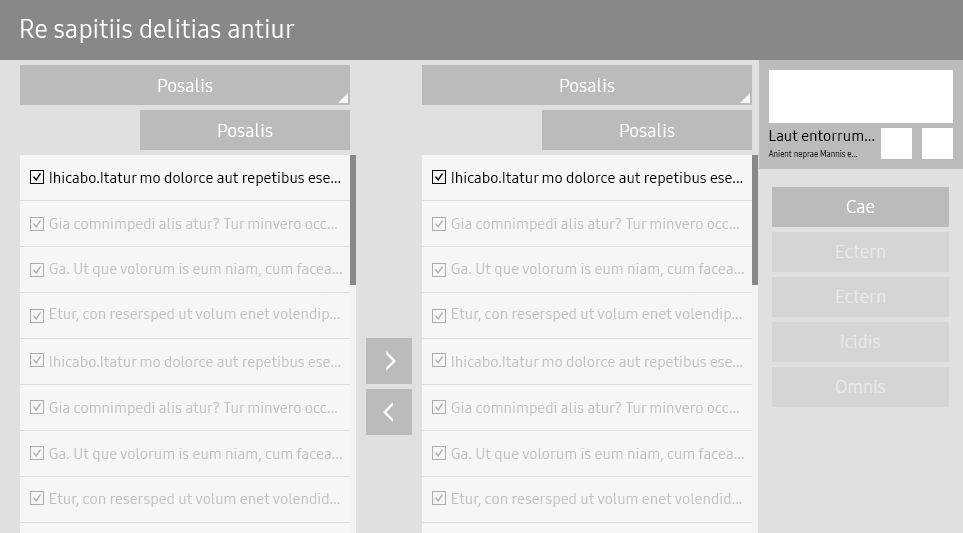 Re sapitiis delitias antiur
Posalis
Posalis
Ihicabo.Itatur mo dolorce aut repetibus ese...
Gia comnimpedi alis atur? Tur minvero occ...
Ga. Ut que volorum is eum niam, cum facea...
Etur, con resersped ut volum enet volendip...
Ihicabo.Itatur mo dolorce aut repetibus ese...
Gia comnimpedi alis atur? Tur minvero occ...
Ga. Ut que volorum is eum niam, cum facea...
Etur, con resersped ut volum enet volendid...
Posalis
Posalis
Ihicabo.Itatur mo dolorce aut repetibus ese...
Gia comnimpedi alis atur? Tur minvero occ...
Ga. Ut que volorum is eum niam, cum facea...
Etur, con resersped ut volum enet volendip...
Ihicabo.Itatur mo dolorce aut repetibus ese...
Gia comnimpedi alis atur? Tur minvero occ...
Ga. Ut que volorum is eum niam, cum facea...
Etur, con resersped ut volum enet volendid...
Laut entorrum...
Anient neprae Mannis e...
Cae
Ectern
Ectern
Icidis
Omnis